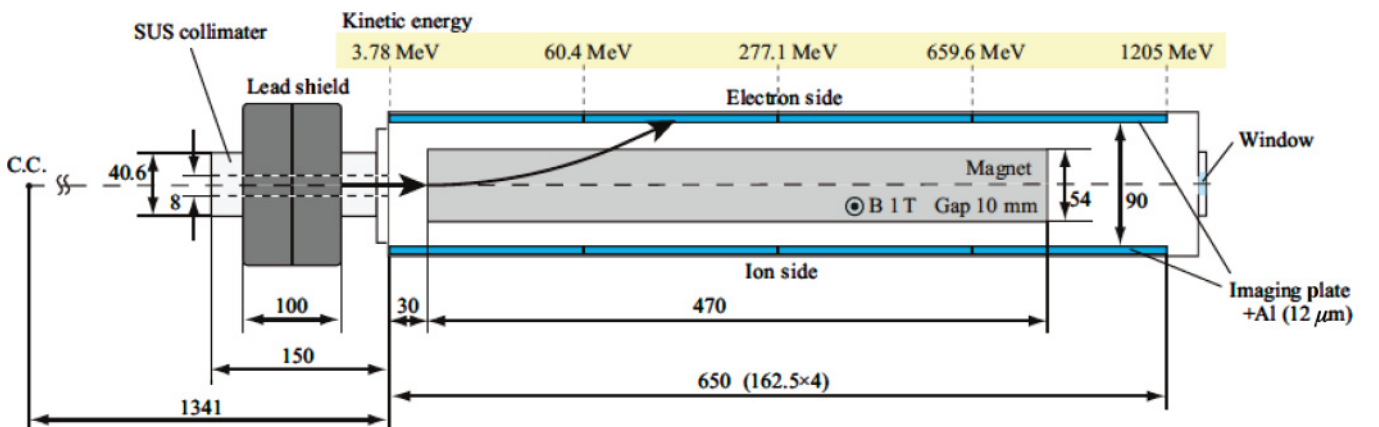 Kinetic energy
3.78 MeV 60.4 MeV 277.1 MeV 659.6 MeV 1205 MeV
SUS collimater
Lead shield
Electron side
Window
C.C.
40.6
8
Magnet
B 1 T Gap 10 mm
54
90
Ion side
Imaging plate
+Al (12 μm)
100
30
470
150
650 (162.5×4)
1341